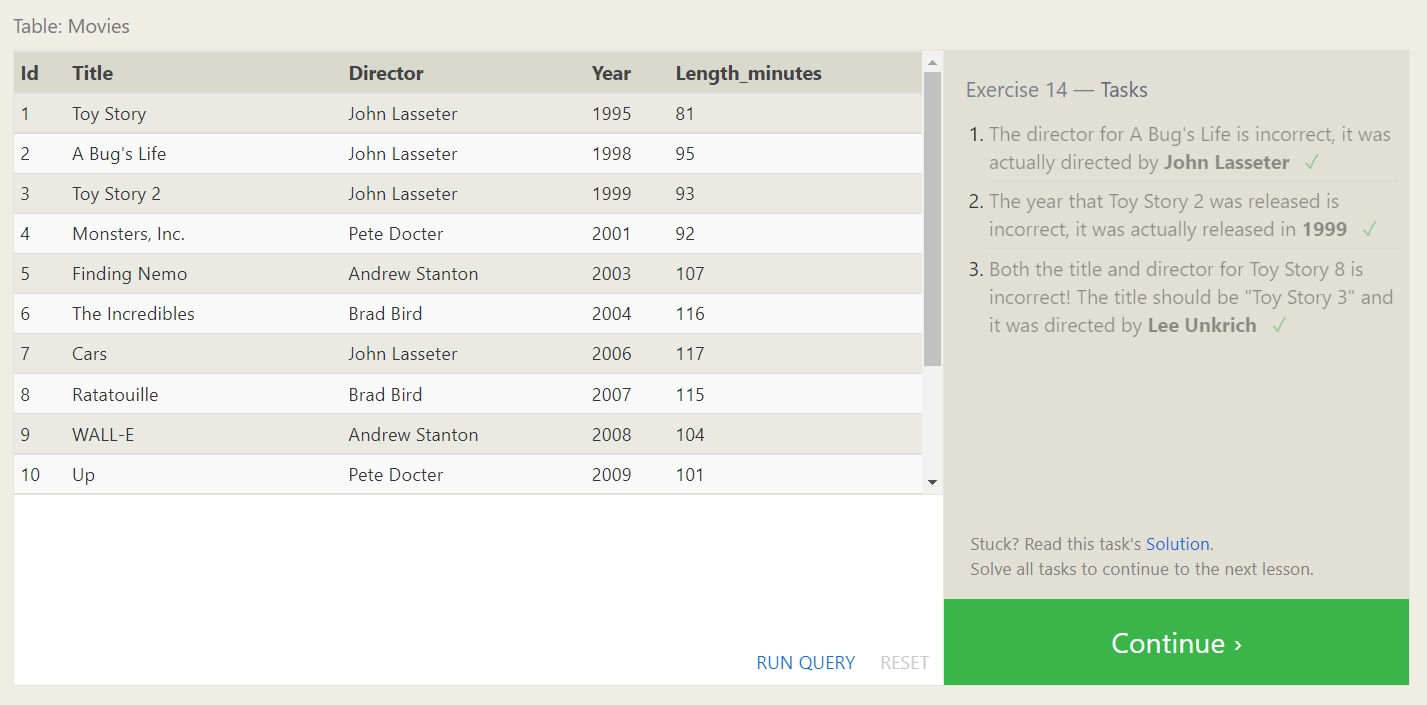 Table: Movies
Id Title Director Year Length_minutes
1 Toy Story John Lasseter 1995 81
2 A Bug's Life John Lasseter 1998 95
3 Toy Story 2 John Lasseter 1999 93
4 Monsters, Inc. Pete Docter 2001 92
5 Finding Nemo Andrew Stanton 2003 107
6 The Incredibles Brad Bird 2004 116
7 Cars John Lasseter 2006 117
8 Ratatouille Brad Bird 2007 115
9 WALL-E Andrew Stanton 2008 104
10 Up Pete Docter 2009 101
RUN QUERY RESET
Exercise 14 — Tasks
1. The director for A Bug's Life is incorrect, it was
actually directed by John Lasseter ✓
2. The year that Toy Story 2 was released is
incorrect, it was actually released in 1999 ✓
3. Both the title and director for Toy Story 8 is
incorrect! The title should be "Toy Story 3" and
it was directed by Lee Unkrich ✓
Stuck? Read this task's Solution.
Solve all tasks to continue to the next lesson.
Continue ›